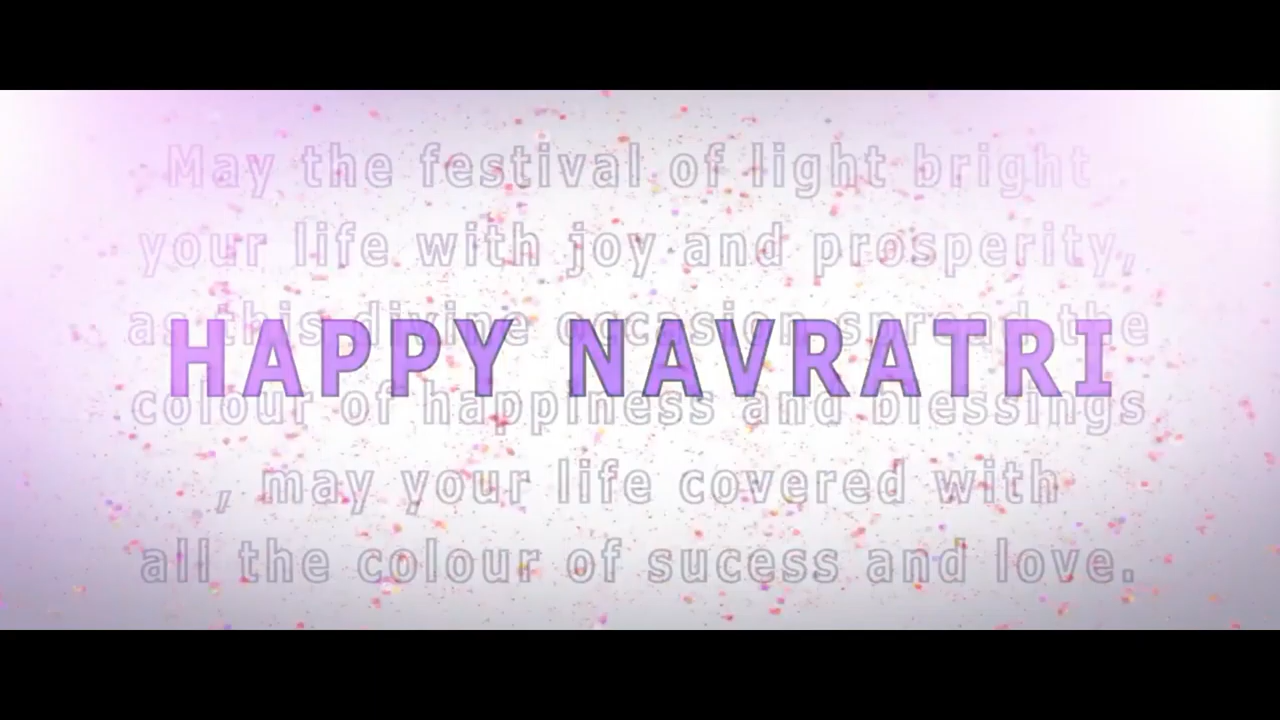 May the festival of light bright
your life with joy and prosperity,
as this divine occasion spread the
HAPPY NAVRATRI
colour of happiness and blessings
, may your life covered with
all the colour of sucess and love.